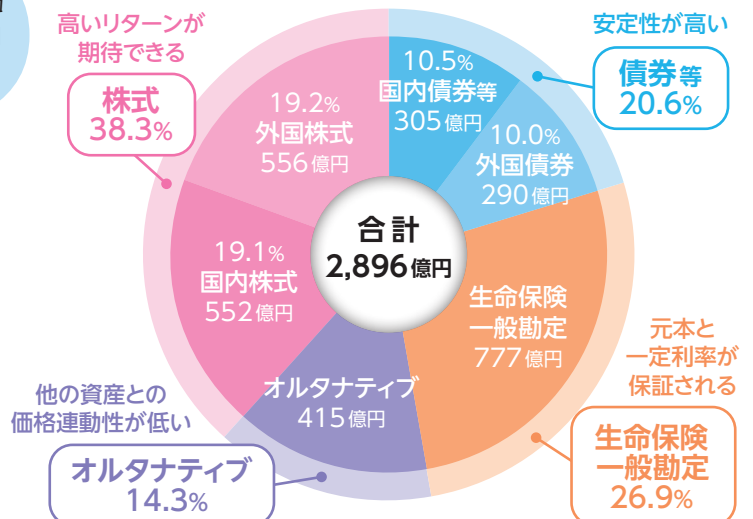 高いリターンが
期待できる
株式
38.3%
安定性が高い
債券等
20.6%
10.5%
国内債券等
305億円
10.0%
外国債券
290億円
19.2%
外国株式
556億円
合計
2,896億円
19.1%
国内株式
552億円
生命保険
一般勘定
777億円
オルタナティブ
415億円
元本と
一定利率が
保証される
生命保険
一般勘定
26.9%
他の資産との
価格連動性が低い
オルタナティブ
14.3%